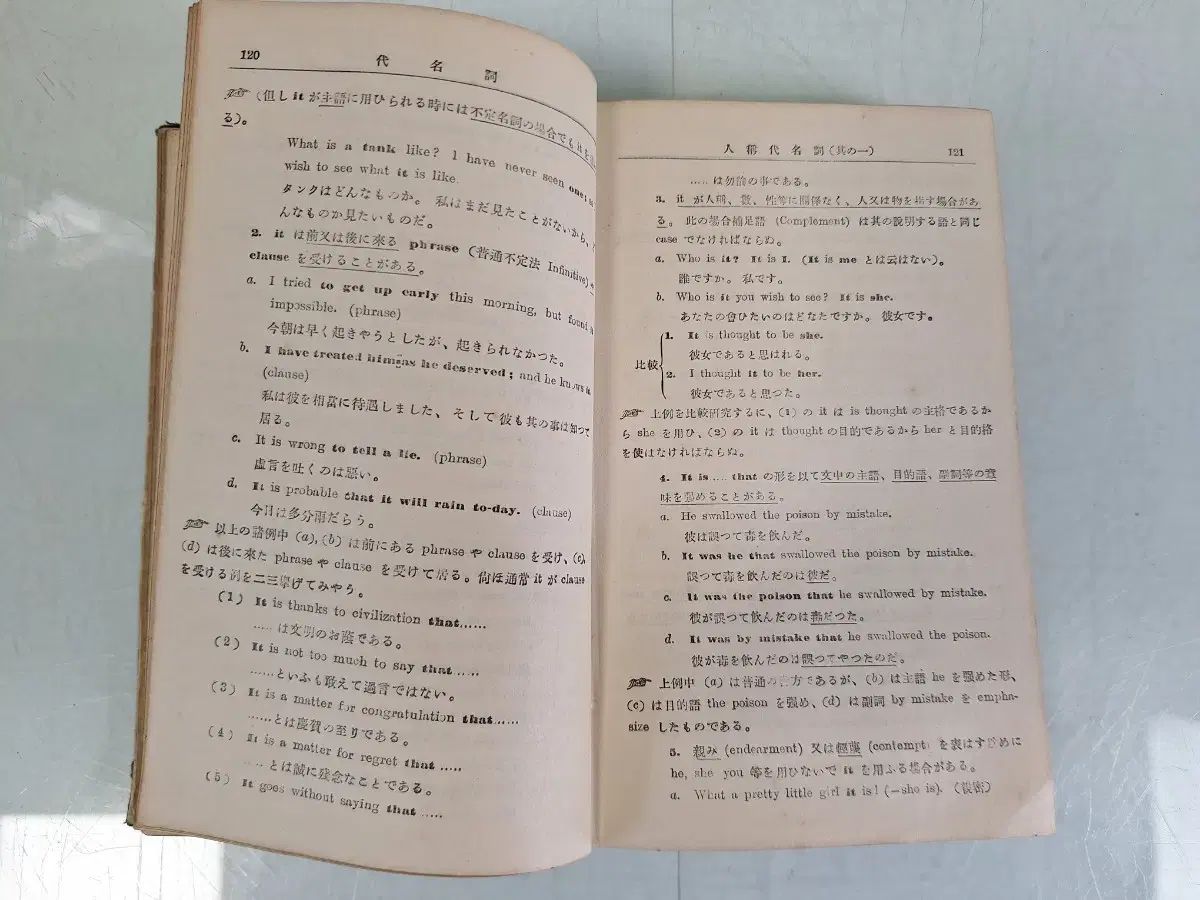 120
代名詞
(但し it が主語に用ひられる時には不定名詞の場合でも it を
る)。
What is a tank like? I have never seen one; so
wish to see what it is like.
タンクはどんなものか。 私はまだ見たことがないから、
んなものか見たいものだ。
2. it は前又は後に來る phrase (普通不定法 Infinitive) や
clause を受けることがある。
a. I tried to get up early this morning, but found it
impossible. (phrase)
今朝は早く起きやうとしたが、起きられなかつた。
b. I have treated him as he deserved; and he knows it
(clause)
私は彼を相當に待遇しました、そして彼も其の事は知つて
居る。
c. It is wrong to tell a lie. (phrase)
虚言を吐くのは惡い。
d. It is probable that it will rain to-day. (clause)
今日は多分雨だらう。
以上の諸例中 (a), (b) は前にある phrase や clause を受け、(c),
(d) は後に來た phrase や clause を受けて居る。尙ほ通常 it が clause
を受ける例を二三擧げてみやう。
(1) It is thanks to civilization that......
..... は文明のお蔭である。
(2) It is not too much to say that.....
......といふも敢えて過言ではない。
(3) It is a matter for congratulation that......
......とは慶賀の至りである。
(4) It is a matter for regret that .....
..... とは誠に殘念なことである。
(5) It goes without saying that .....
人稱代名詞 (其の一)
121
..... は勿論の事である。
3. it が人稱、數、性等に關係なく、人又は物を指す場合があ
る。 此の場合補足語 (Complement) は其の説明する語と同じ
case でなければならぬ。
a. Who is it? It is I. (It is me とは云はない)。
誰ですか。 私です。
b. Who is it you wish to see? It is she.
あなたの會ひたいのはどなたですか。 彼女です。
比較
1. It is thought to be she.
彼女であると思はれる。
2. I thought it to be her.
彼女であると思つた。
上例を比較硏究するに、(1) の it は is thought の主格であるか
ら she を用ひ、(2) の it は thought の目的であるから her と目的格
を使はなければならぬ。
4. It is .... that の形を以て文中の主語、目的語、副詞等の意
味を强めることがある。
a. He swallowed the poison by mistake.
彼は誤つて毒を飮んだ。
b. It was he that swallowed the poison by mistake.
誤つて毒を飮んだのは彼だ。
c. It was the poison that he swallowed by mistake.
彼が誤つて飮んだのは毒だつた。
d. It was by mistake that he swallowed the poison.
彼が毒を飮んだのは誤つてやつたのだ。
上例中 (a) は普通の言方であるが、(b) は主語 he を强めた形、
(c) は目的語 the poison を强め、(d) は副詞 by mistake を empha-
size したものである。
5. 親み (endearment) 又は輕蔑 (contempt) を表はすために
he, she you 等を用ひないで it を用ふる場合がある。
a. What a pretty little girl it is! (=she is). (親密)